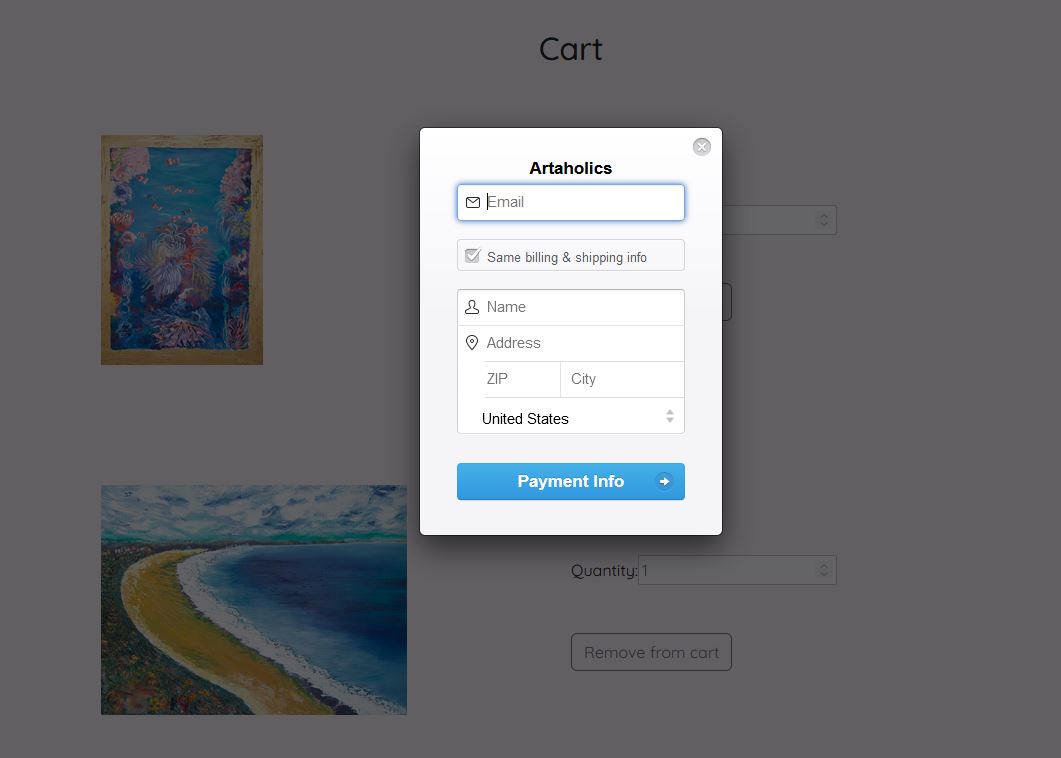 Cart
Artaholics
Email
Same billing & shipping info
Name
Address
ZIP City
United States
Payment Info
Quantity: 1
Remove from cart